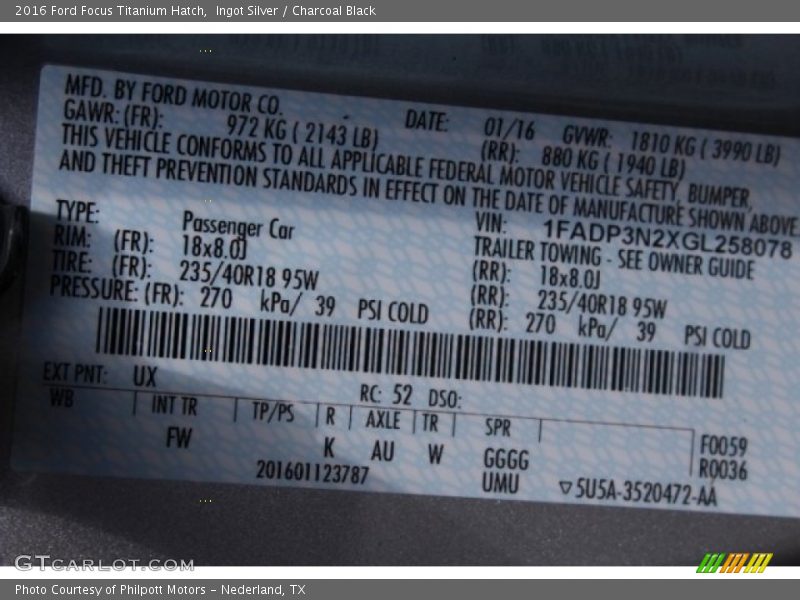 2016 Ford Focus Titanium Hatch,  Ingot Silver / Charcoal Black
MFD. BY FORD MOTOR CO.
DATE: 01/16 GVWR: 1810 KG ( 3990 LB)
GAWR: (FR): 972 KG ( 2143 LB) (RR): 880 KG ( 1940 LB)
THIS VEHICLE CONFORMS TO ALL APPLICABLE FEDERAL MOTOR VEHICLE SAFETY, BUMPER,
AND THEFT PREVENTION STANDARDS IN EFFECT ON THE DATE OF MANUFACTURE SHOWN ABOVE.
VIN: 1FADP3N2XGL258078
TYPE: Passenger Car TRAILER TOWING - SEE OWNER GUIDE
RIM: (FR): 18x8.0J (RR): 18x8.0J
TIRE: (FR): 235/40R18 95W (RR): 235/40R18 95W
PRESSURE: (FR): 270 kPa/ 39 PSI COLD (RR): 270 kPa/ 39 PSI COLD
EXT PNT: UX RC: 52 DSO:
WB INT TR TP/PS R AXLE TR SPR
FW K AU W GGGG
UMU
F0059
R0036
201601123787
▽5U5A-3520472-AA
GTCARLOT.COM
Photo Courtesy of Philpott Motors - Nederland, TX